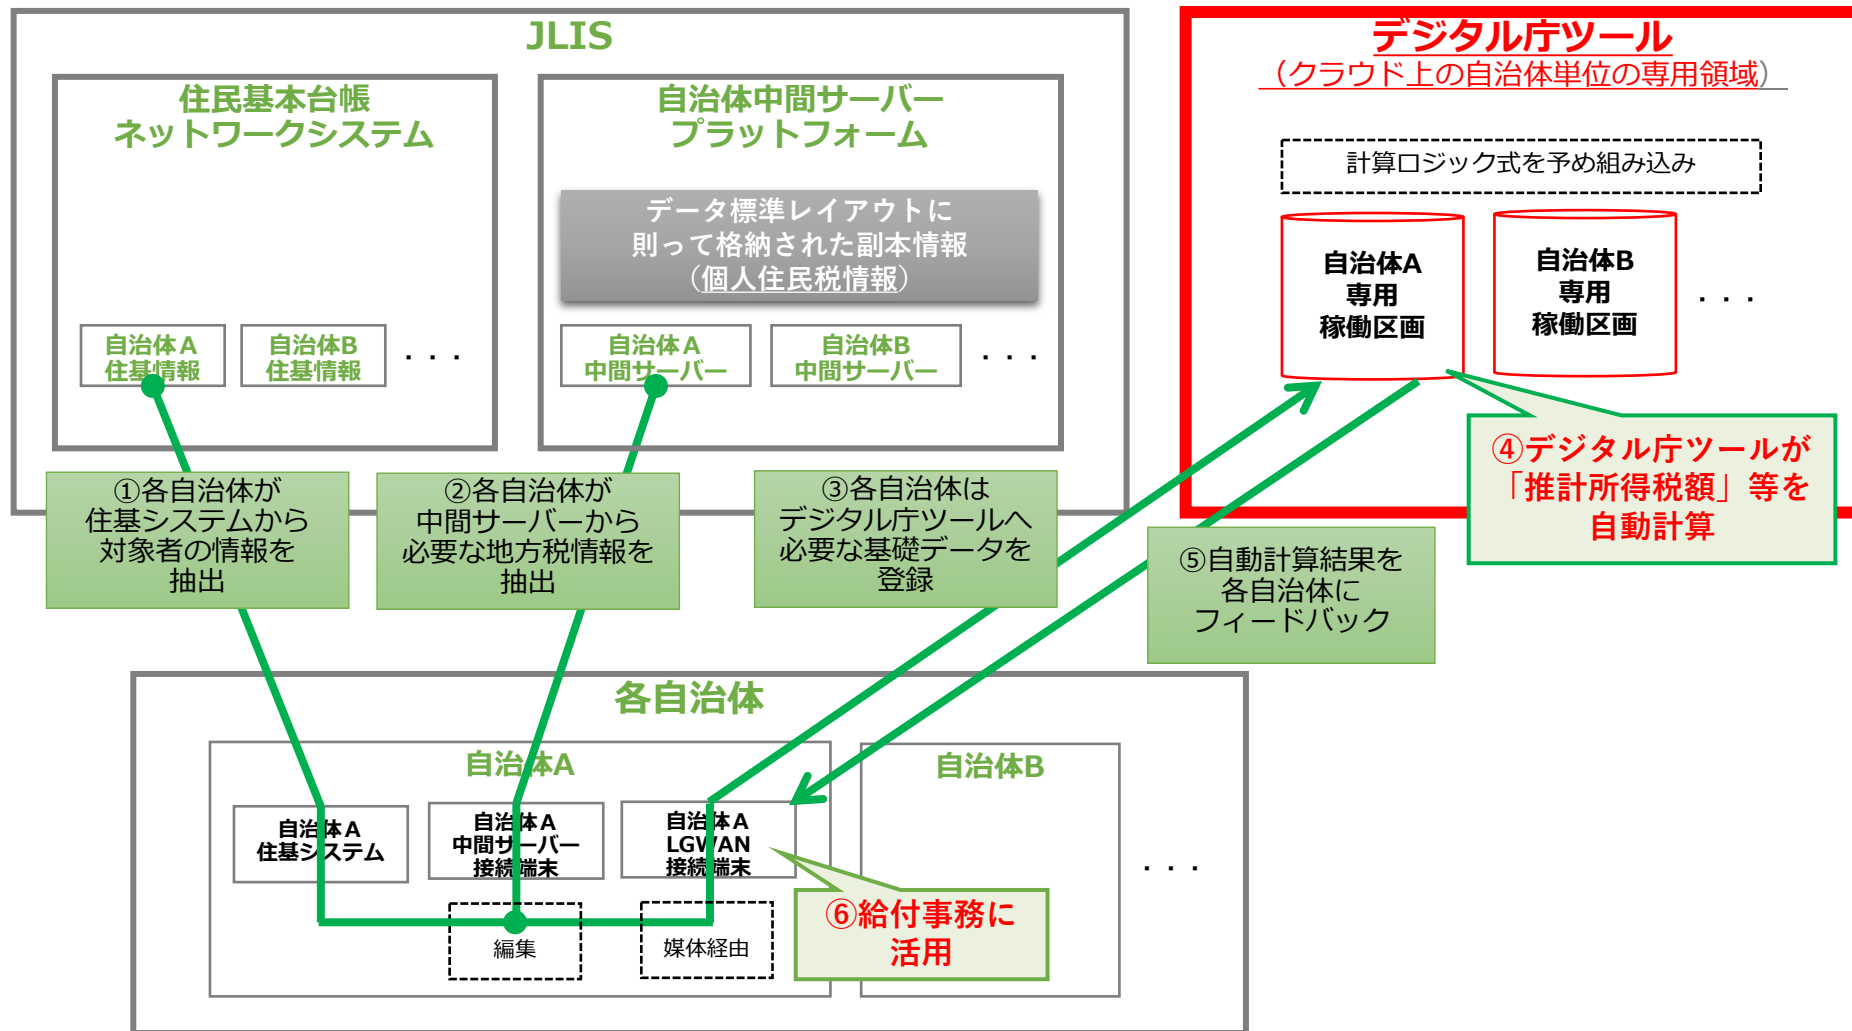 JLIS
住民基本台帳
ネットワークシステム
自治体A
住基情報
自治体B
住基情報
・・・
自治体中間サーバー
プラットフォーム
データ標準レイアウトに
則って格納された副本情報
（個人住民税情報）
自治体A
中間サーバー
自治体B
中間サーバー
・・・
デジタル庁ツール
（クラウド上の自治体単位の専用領域）
計算ロジック式を予め組み込み
自治体A
専用
稼働区画
自治体B
専用
稼働区画
・・・
①各自治体が
住基システムから
対象者の情報を
抽出
②各自治体が
中間サーバーから
必要な地方税情報を
抽出
③各自治体は
デジタル庁ツールへ
必要な基礎データを
登録
④デジタル庁ツールが
「推計所得税額」等を
自動計算
⑤自動計算結果を
各自治体に
フィードバック
各自治体
自治体A
自治体A
住基システム
自治体A
中間サーバー
接続端末
自治体A
LGWAN
接続端末
編集
媒体経由
⑥給付事務に
活用
自治体B
・・・